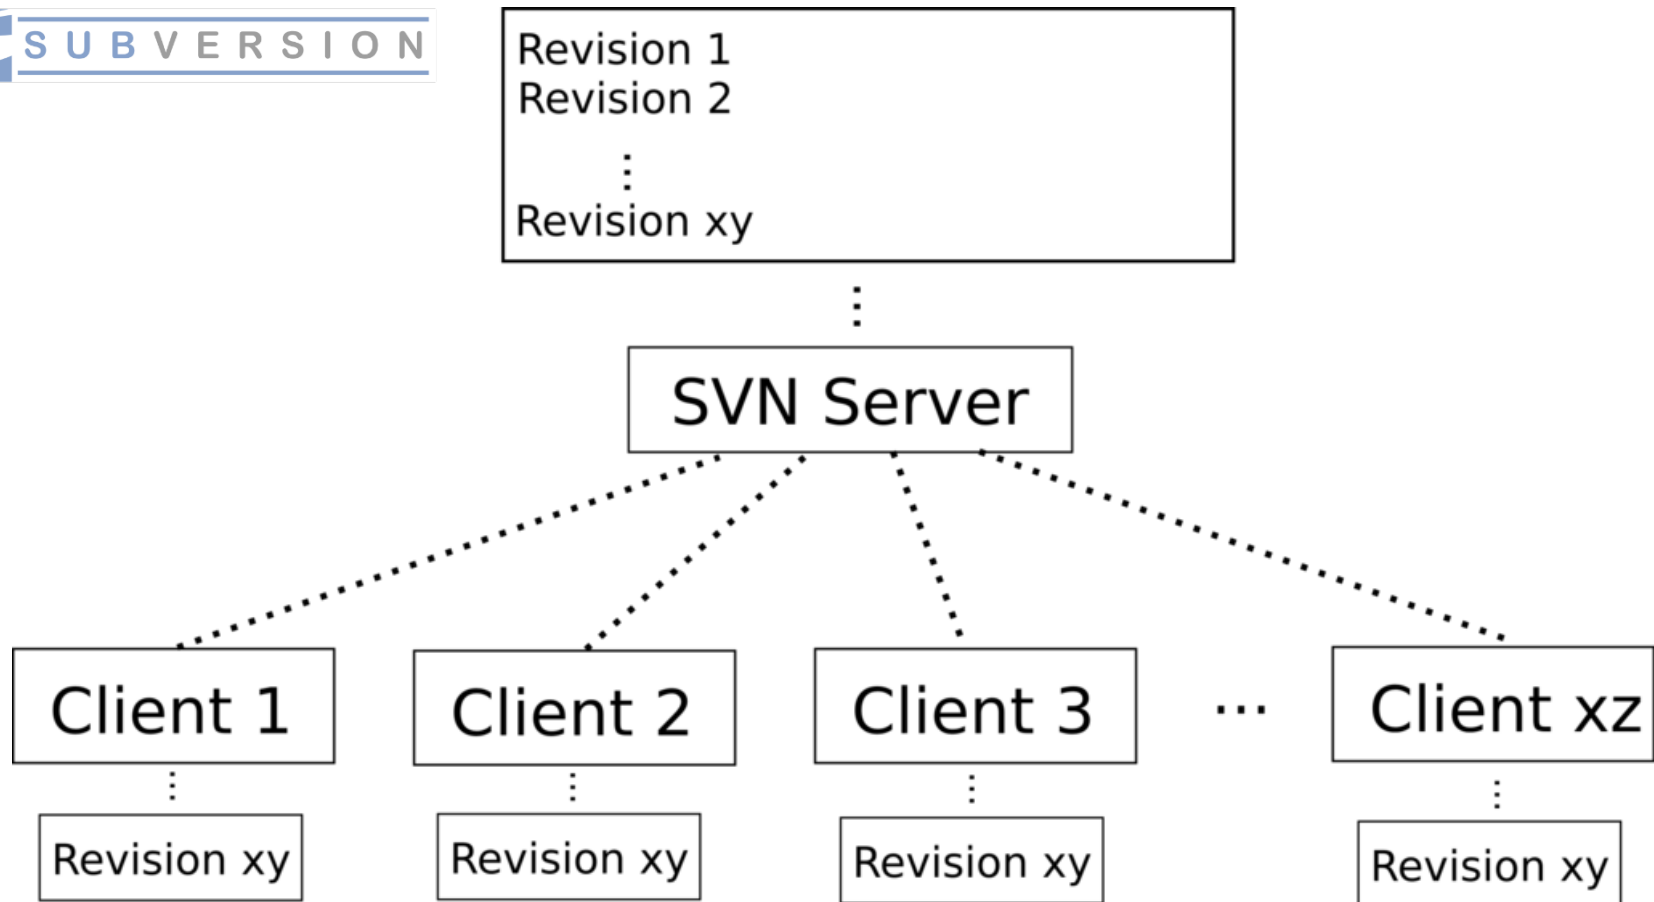 SUBVERSION
Revision 1
Revision 2
⋮
Revision xy
⋮
SVN Server
Client 1
Client 2
Client 3
...
Client xz
Revision xy
Revision xy
Revision xy
Revision xy